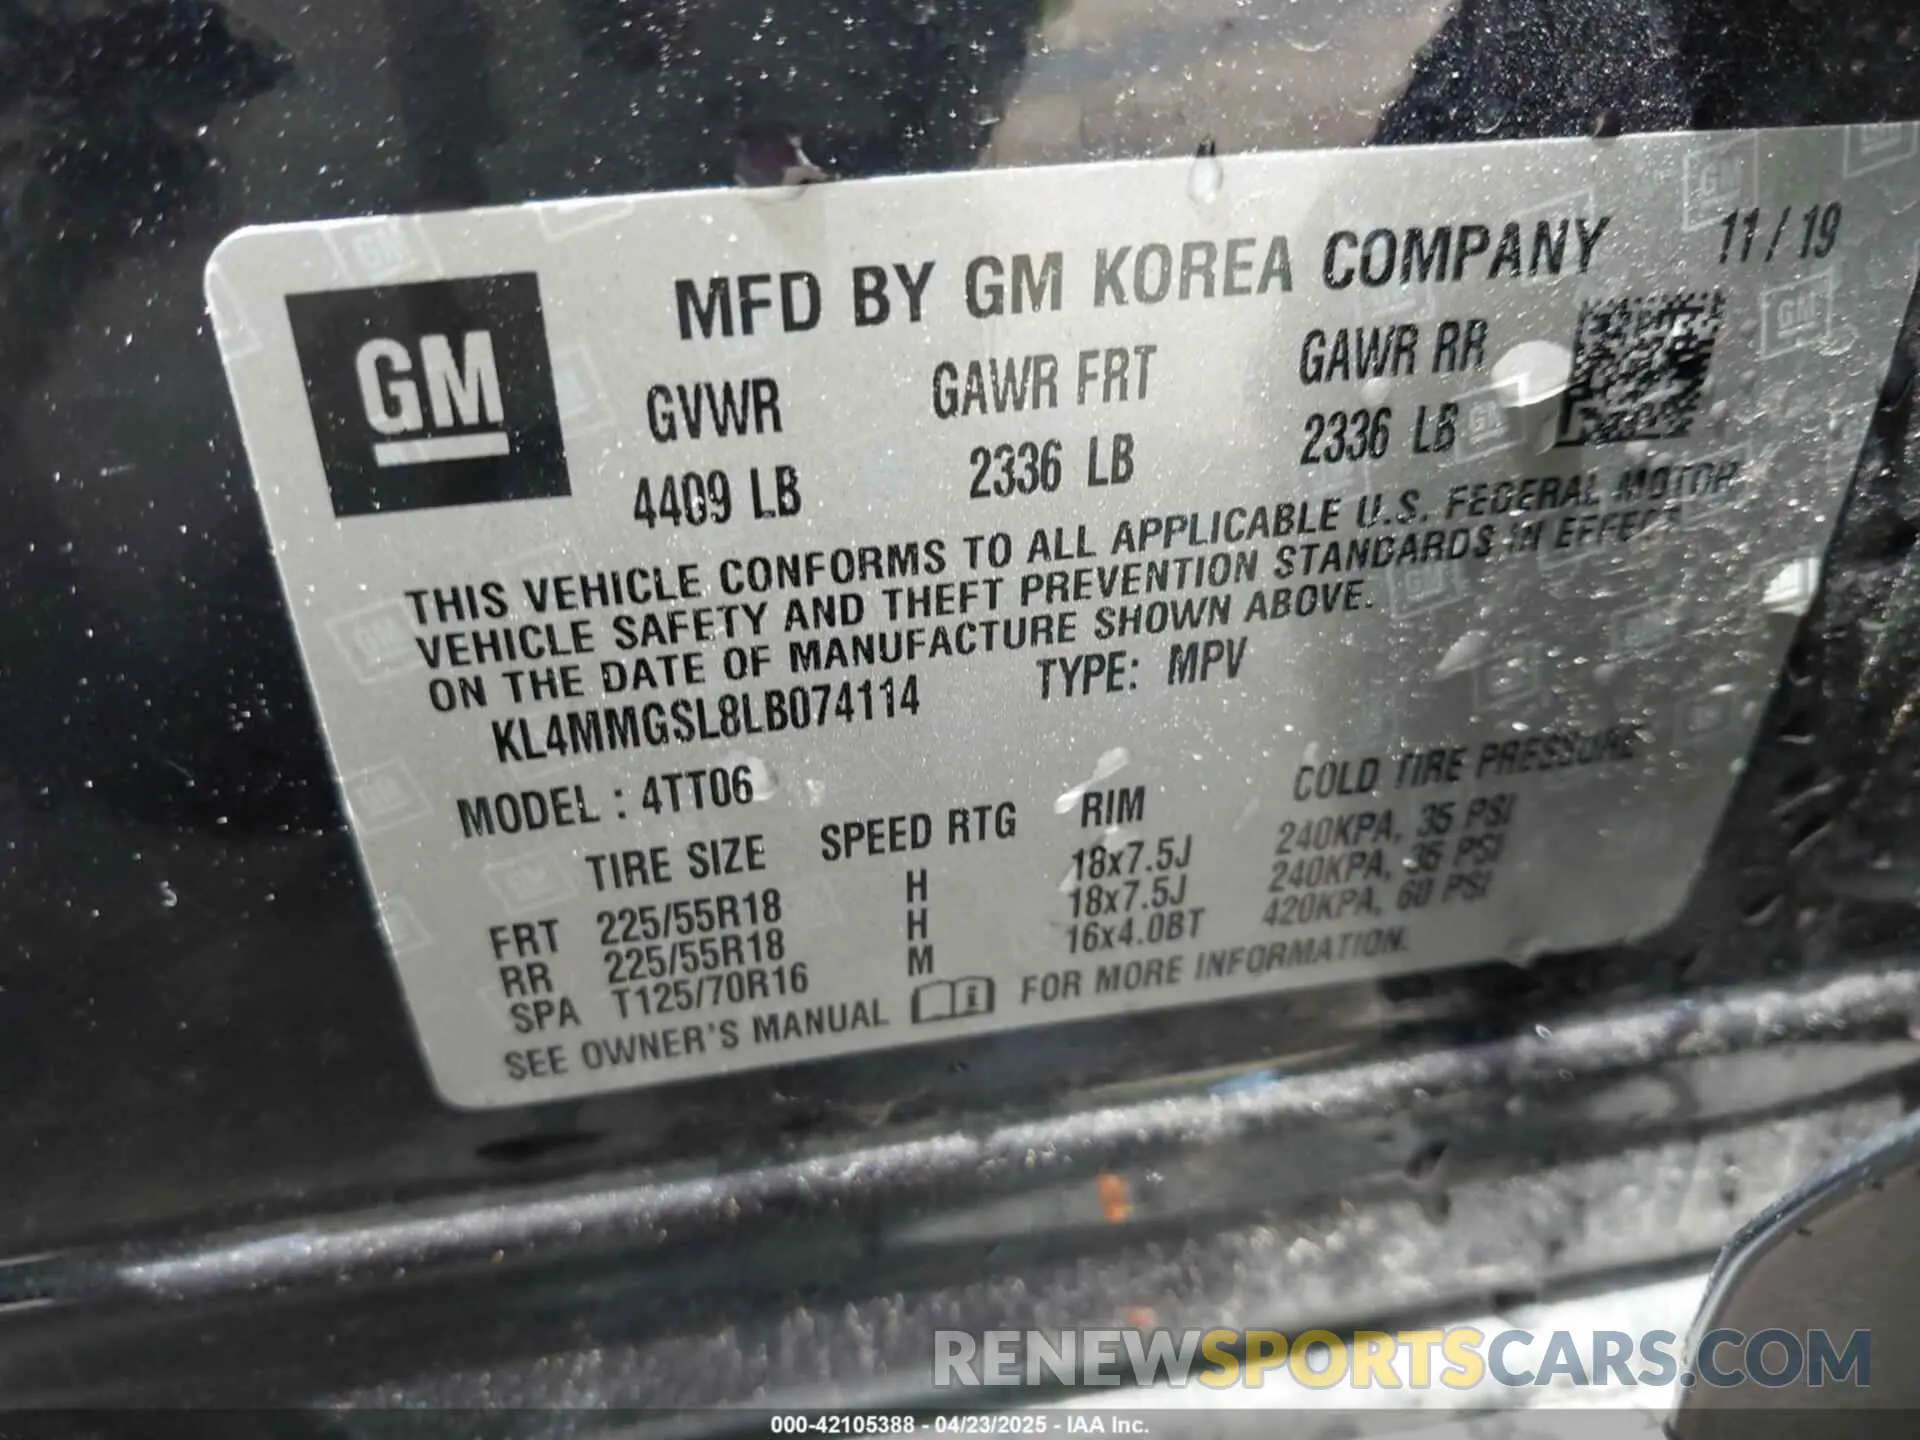 MFD BY GM KOREA COMPANY 11/19
GM
GVWR GAWR FRT GAWR RR
4409 LB 2336 LB 2336 LB
THIS VEHICLE CONFORMS TO ALL APPLICABLE U.S. FEDERAL MOTOR
VEHICLE SAFETY AND THEFT PREVENTION STANDARDS IN EFFECT
ON THE DATE OF MANUFACTURE SHOWN ABOVE.
KL4MMGSL8LB074114 TYPE: MPV
MODEL : 4TT06
TIRE SIZE SPEED RTG RIM COLD TIRE PRESSURE
FRT 225/55R18 H 18x7.5J 240KPA, 35 PSI
RR 225/55R18 H 18x7.5J 240KPA, 35 PSI
SPA T125/70R16 M 16x4.0BT 420KPA, 60 PSI
SEE OWNER'S MANUAL FOR MORE INFORMATION.
RENEWSPORTSCARS.COM
000-42105388 - 04/23/2025 - IAA Inc.